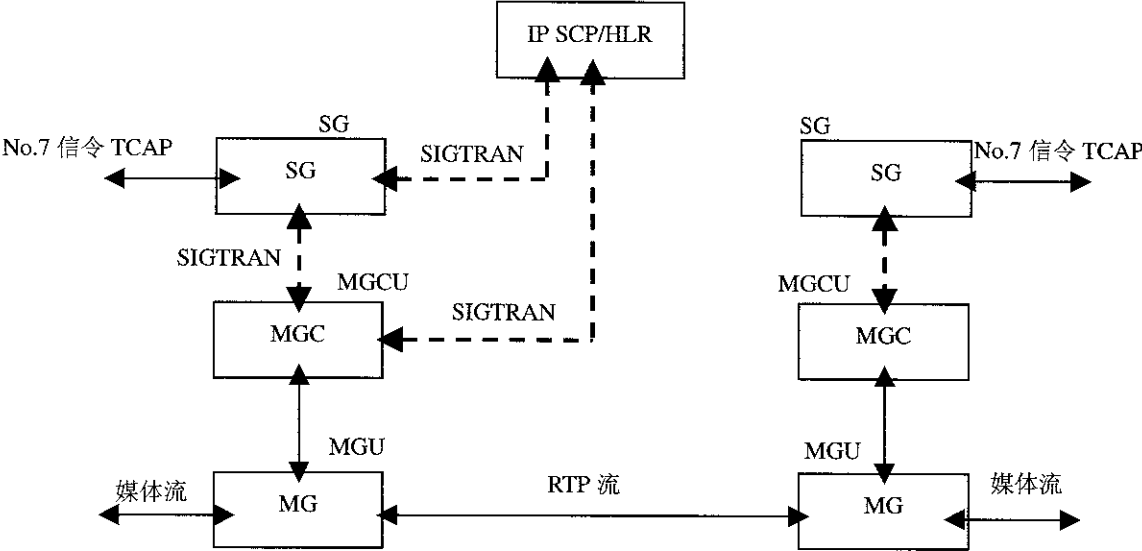 IP SCP/HLR
SG
SG
No.7 信令 TCAP
SIGTRAN
No.7 信令 TCAP
SG
SG
SIGTRAN
MGCU
MGCU
SIGTRAN
MGC
MGC
MGU
MGU
媒体流
RTP 流
媒体流
MG
MG